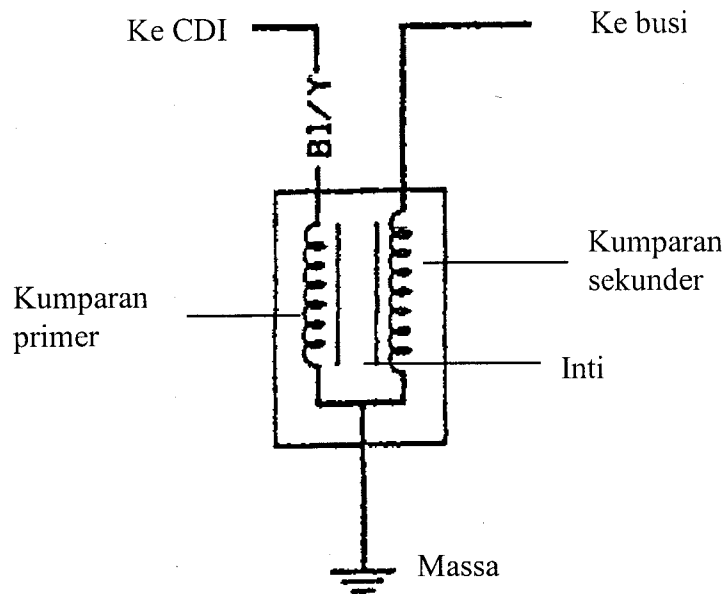 Ke CDI
Ke busi
Bl/Y
Kumparan
sekunder
Kumparan
primer
Inti
Massa